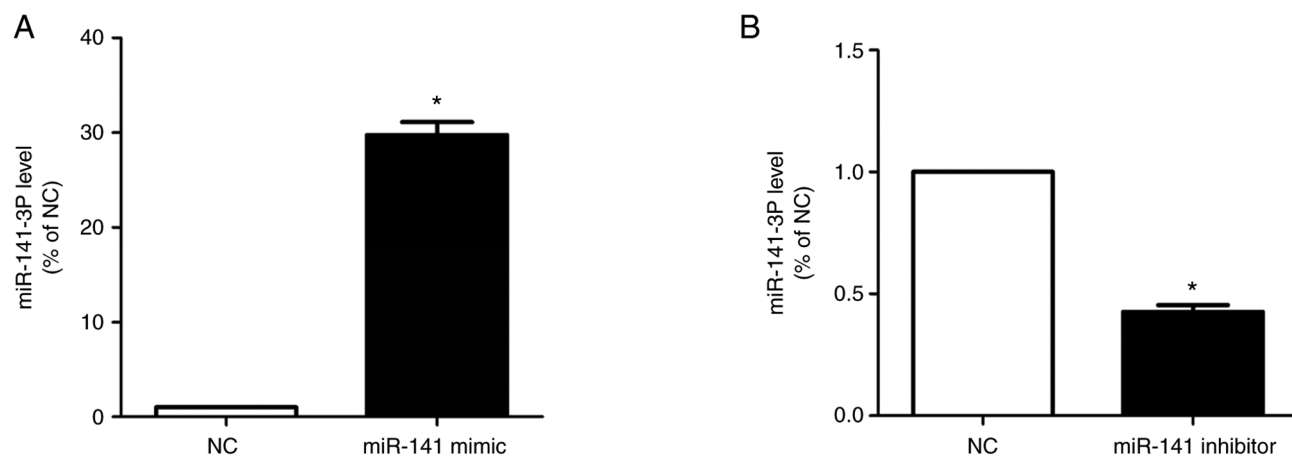 A
miR-141-3P level
(% of NC)
40
30
20
10
0
*
NC
miR-141 mimic
B
miR-141-3P level
(% of NC)
1.5
1.0
0.5
0.0
*
NC
miR-141 inhibitor